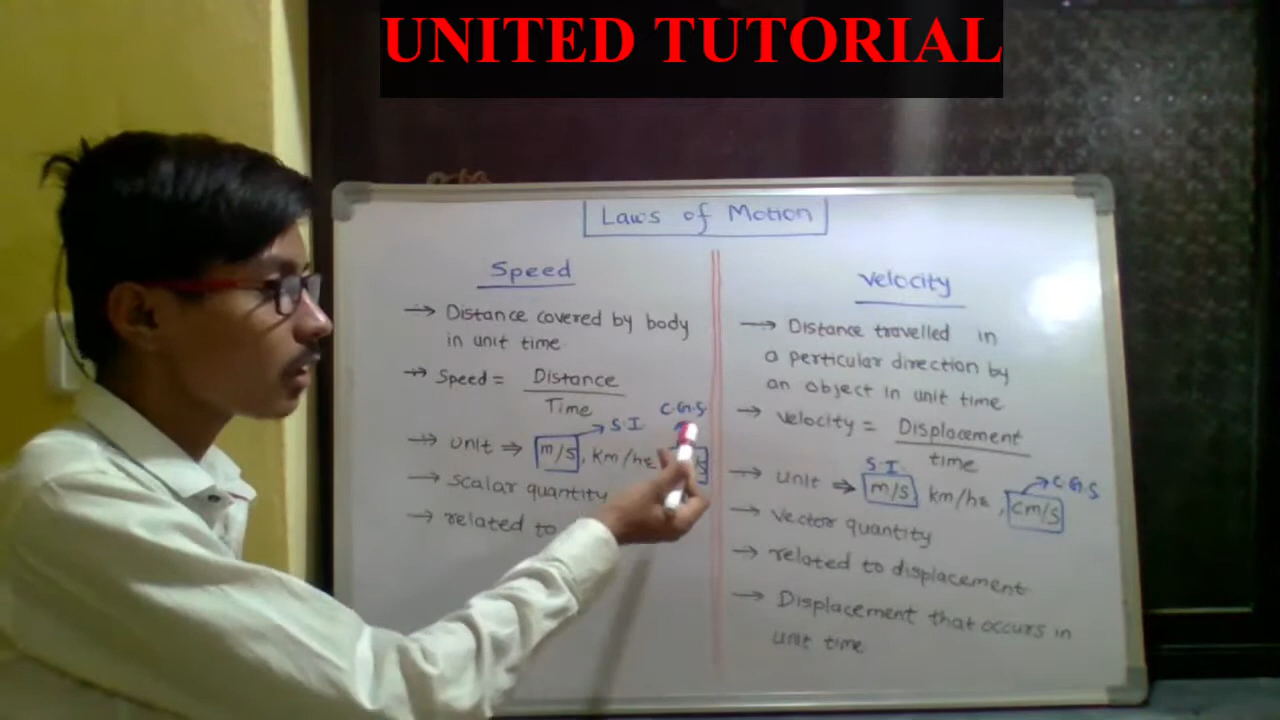 UNITED TUTORIAL
Laws of Motion
Speed
→ Distance covered by body
in unit time
→ Speed = Distance
Time
S.I
C.G.S
→ unit ⇒ m/s, km/hr
→ scalar quantity
→ related to
Velocity
→ Distance travelled in
a perticular direction by
an object in unit time
→ velocity = Displacement
time
S.I.
C.G.S
→ unit ⇒ m/s km/hr, cm/s
→ vector quantity
→ related to displacement
→ Displacement that occurs in
unit time